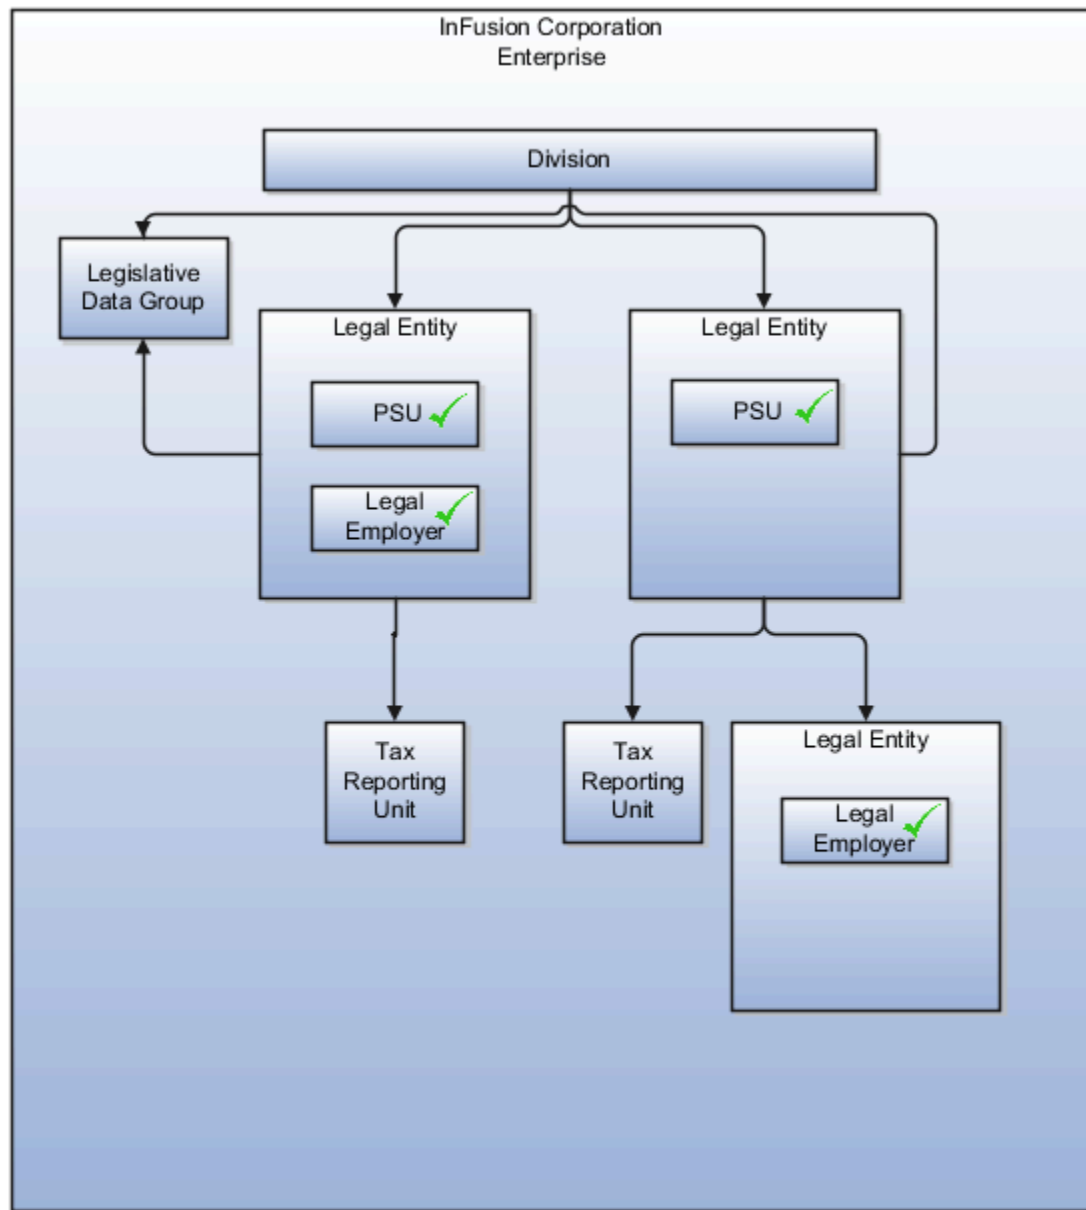 InFusion Corporation
Enterprise
Division
Legislative
Data Group
Legal Entity
PSU
Legal
Employer
Legal Entity
PSU
Tax
Reporting
Unit
Tax
Reporting
Unit
Legal Entity
Legal
Employer